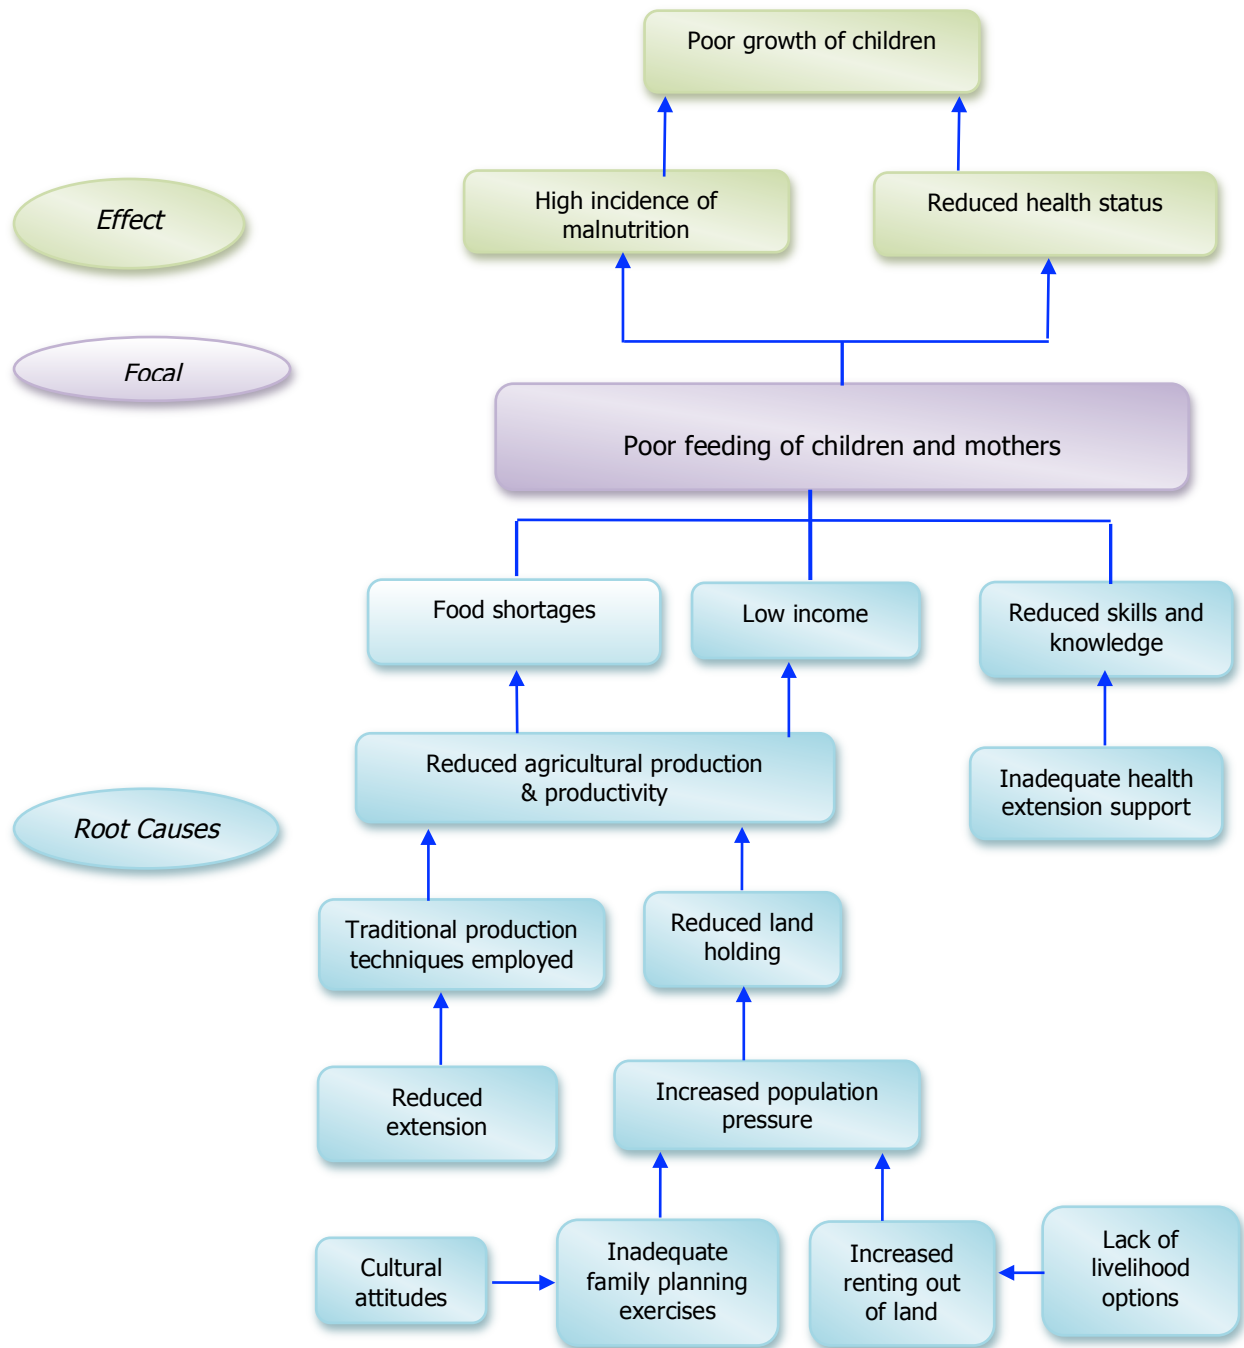 Poor growth of children
High incidence of
malnutrition
Reduced health status
Effect
Focal
Poor feeding of children and mothers
Food shortages
Low income
Reduced skills and
knowledge
Reduced agricultural production
& productivity
Inadequate health
extension support
Root Causes
Traditional production
techniques employed
Reduced land
holding
Reduced
extension
Increased population
pressure
Cultural
attitudes
Inadequate
family planning
exercises
Increased
renting out
of land
Lack of
livelihood
options